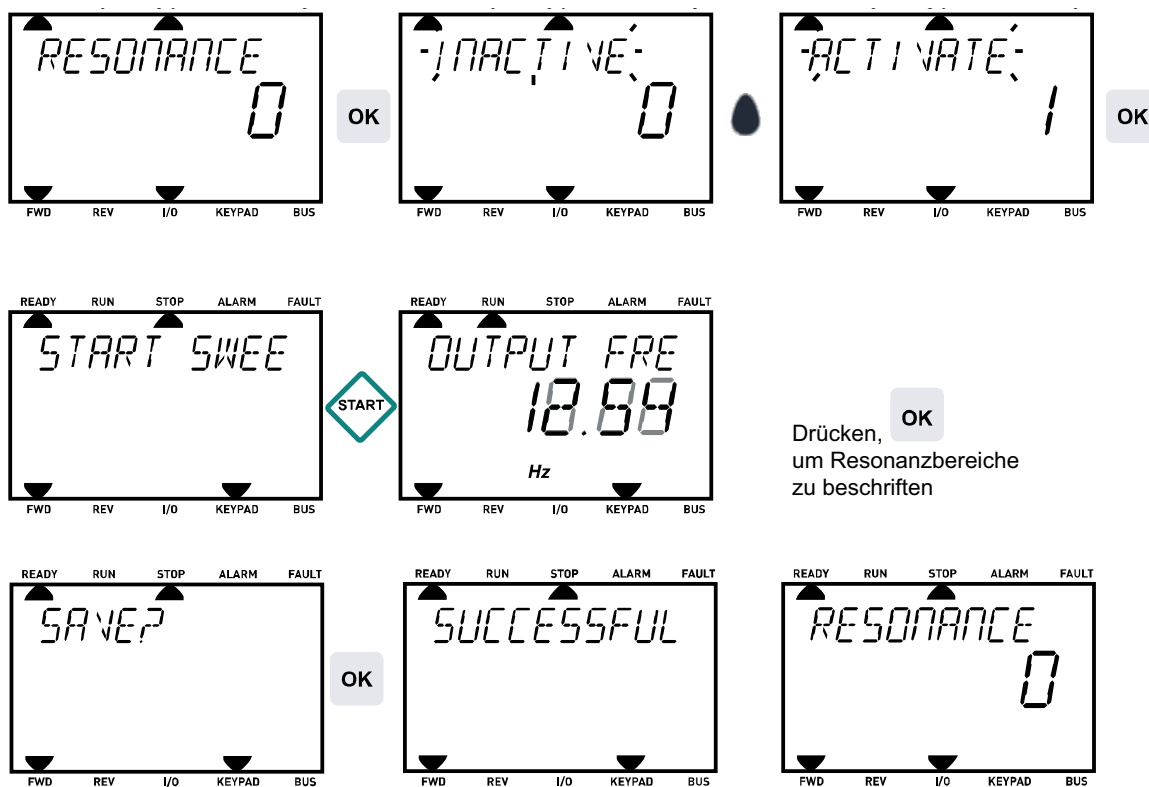 RESONANCE
0
FWD REV I/O KEYPAD BUS
OK
INACTIVE
0
FWD REV I/O KEYPAD BUS
ACTIVATE
1
FWD REV I/O KEYPAD BUS
OK
READY RUN STOP ALARM FAULT
START SWEE
FWD REV I/O KEYPAD BUS
START
READY RUN STOP ALARM FAULT
OUTPUT FRE
12.54
Hz
FWD REV I/O KEYPAD BUS
Drücken, OK
um Resonanzbereiche
zu beschriften
READY RUN STOP ALARM FAULT
SAVE?
FWD REV I/O KEYPAD BUS
OK
READY RUN STOP ALARM FAULT
SUCCESSFUL
FWD REV I/O KEYPAD BUS
READY RUN STOP ALARM FAULT
RESONANCE
0
FWD REV I/O KEYPAD BUS